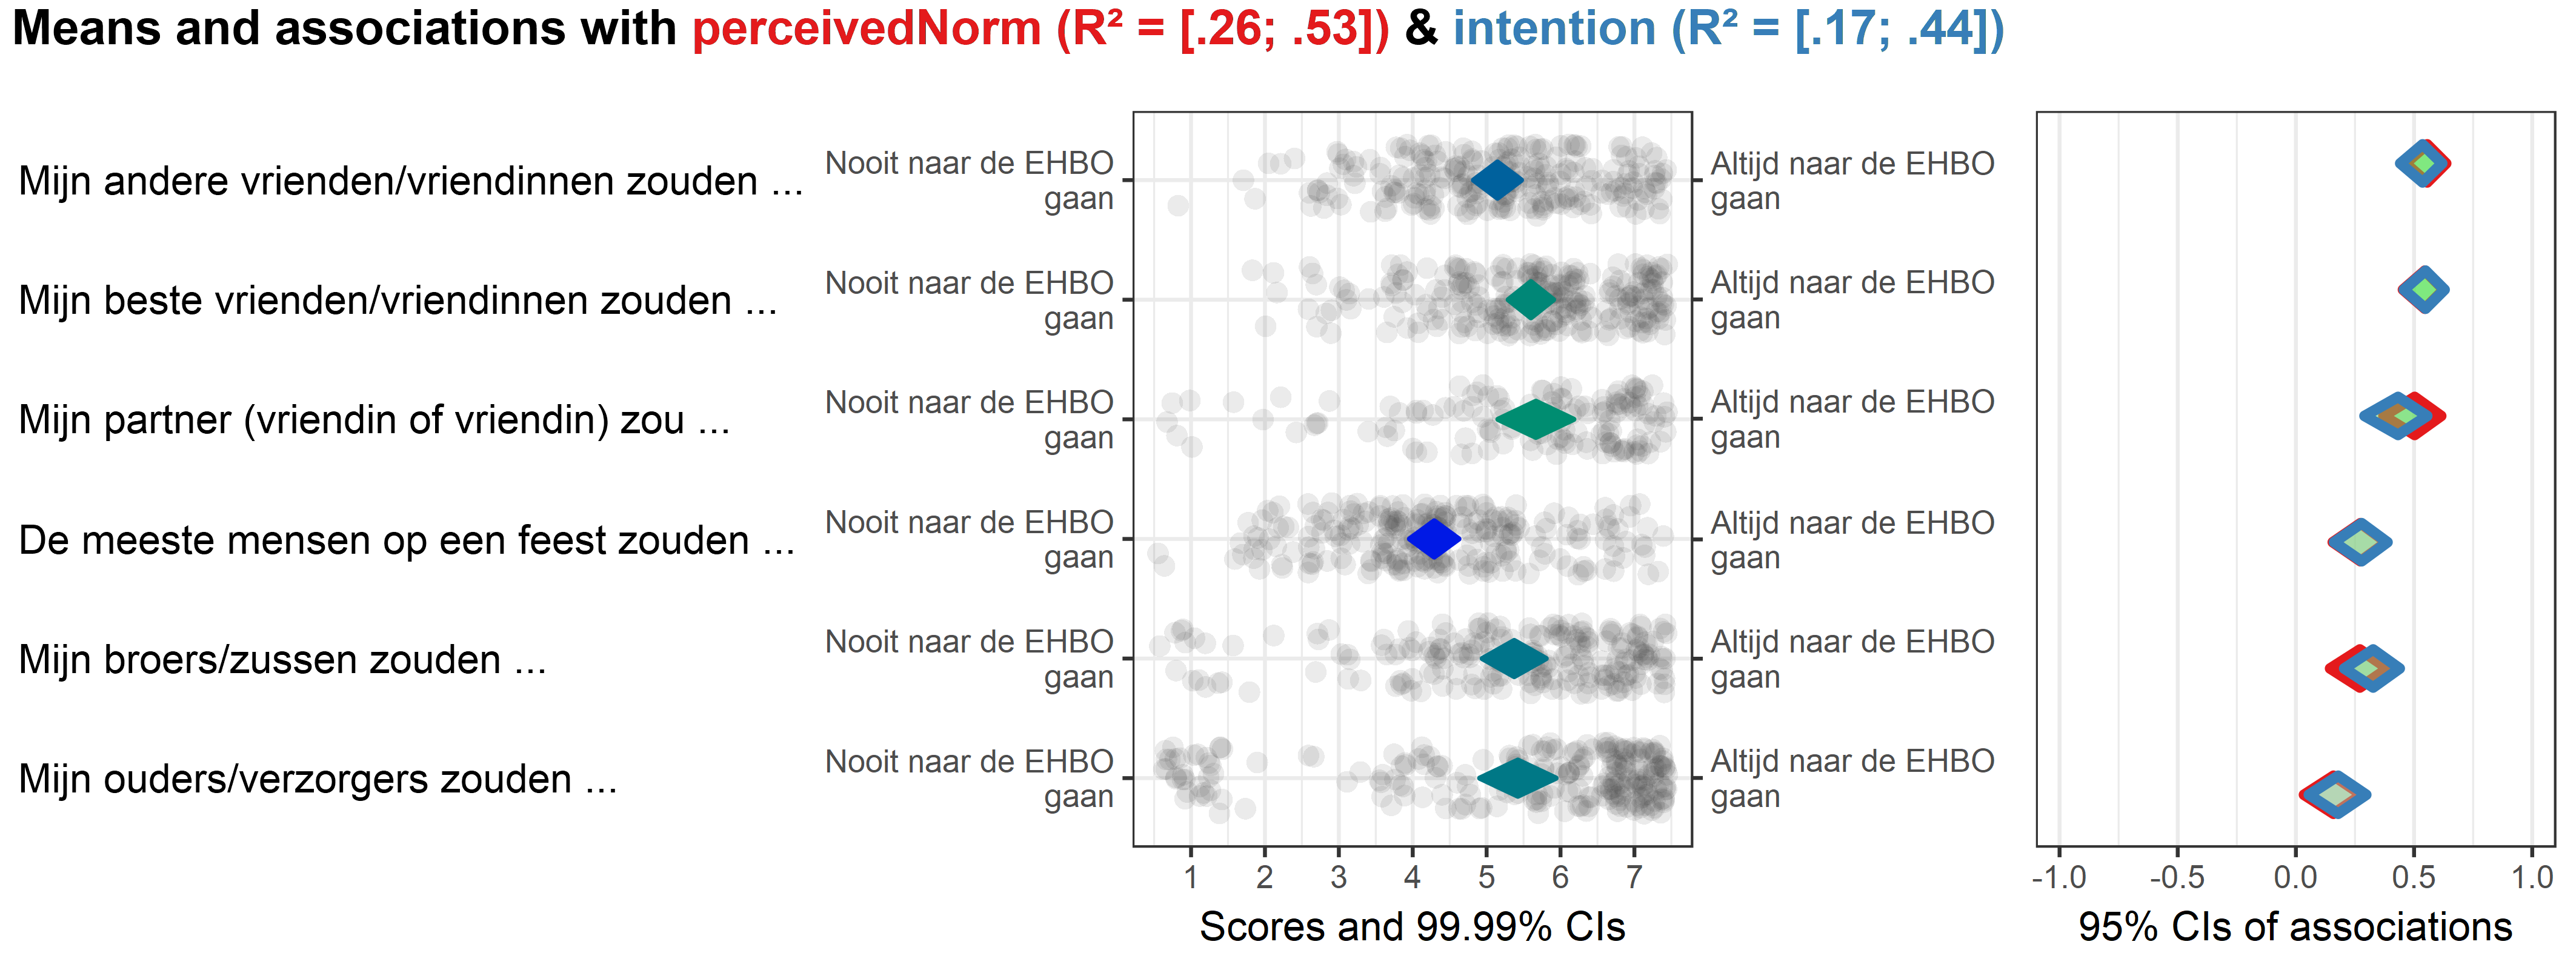 Means and associations with perceivedNorm (R² = [.26; .53]) & intention (R² = [.17; .44])
Mijn andere vrienden/vriendinnen zouden ...
Nooit naar de EHBO
gaan
Altijd naar de EHBO
gaan
Mijn beste vrienden/vriendinnen zouden ...
Nooit naar de EHBO
gaan
Altijd naar de EHBO
gaan
Mijn partner (vriendin of vriendin) zou ...
Nooit naar de EHBO
gaan
Altijd naar de EHBO
gaan
De meeste mensen op een feest zouden ...
Nooit naar de EHBO
gaan
Altijd naar de EHBO
gaan
Mijn broers/zussen zouden ...
Nooit naar de EHBO
gaan
Altijd naar de EHBO
gaan
Mijn ouders/verzorgers zouden ...
Nooit naar de EHBO
gaan
Altijd naar de EHBO
gaan
1 2 3 4 5 6 7
Scores and 99.99% CIs
-1.0 -0.5 0.0 0.5 1.0
95% CIs of associations